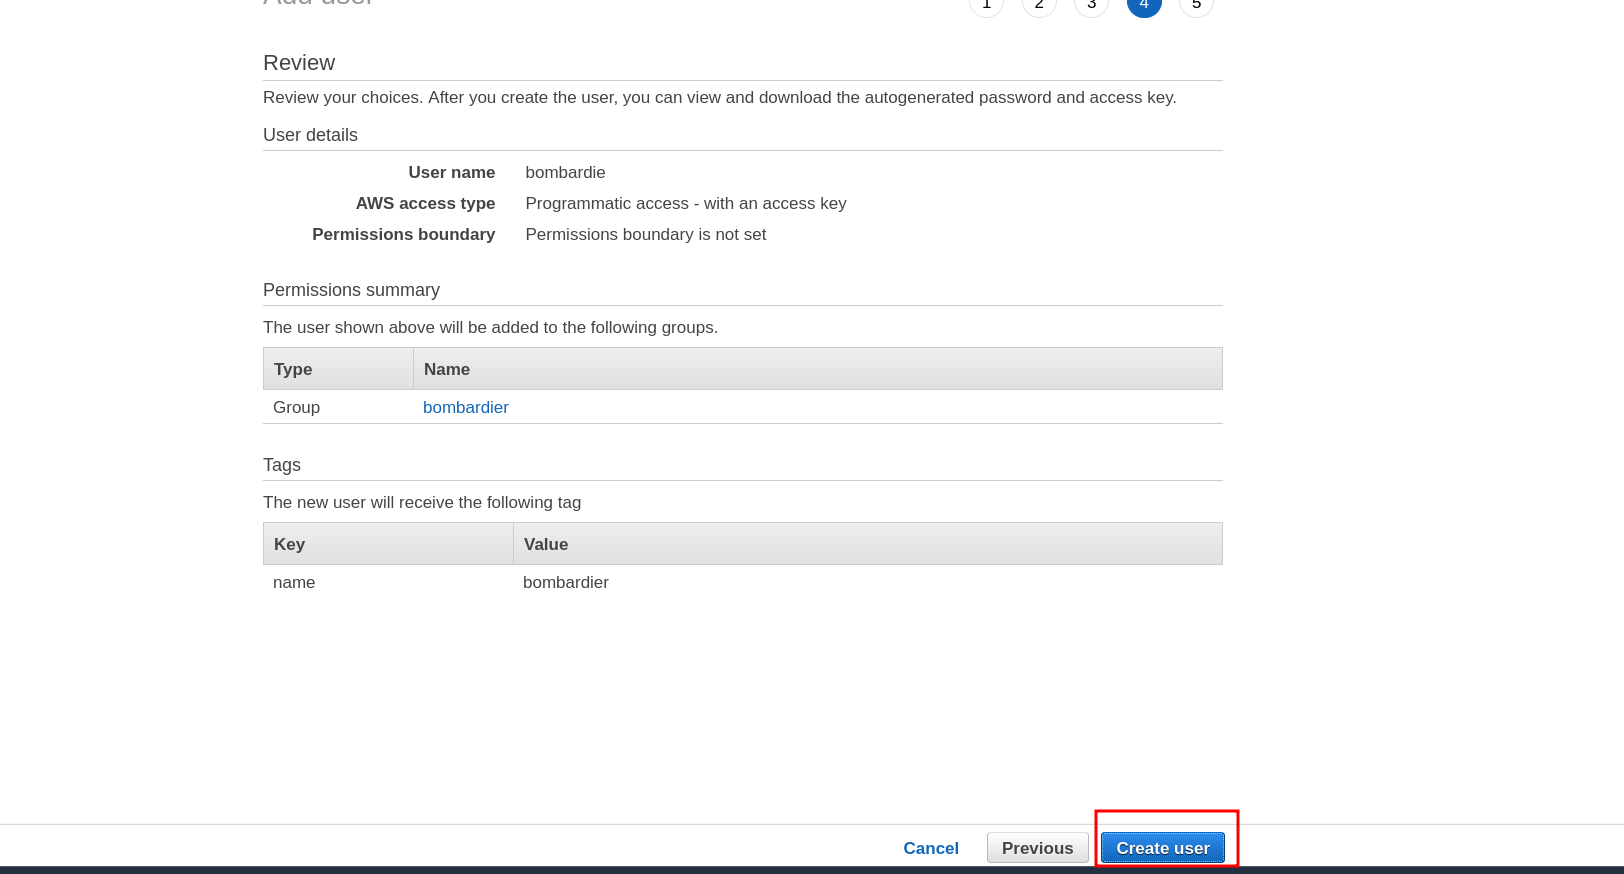 Add user
1 2 3 4 5
Review
Review your choices. After you create the user, you can view and download the autogenerated password and access key.
User details
User name bombardie
AWS access type Programmatic access - with an access key
Permissions boundary Permissions boundary is not set
Permissions summary
The user shown above will be added to the following groups.
Type Name
Group bombardier
Tags
The new user will receive the following tag
Key Value
name bombardier
Cancel Previous Create user